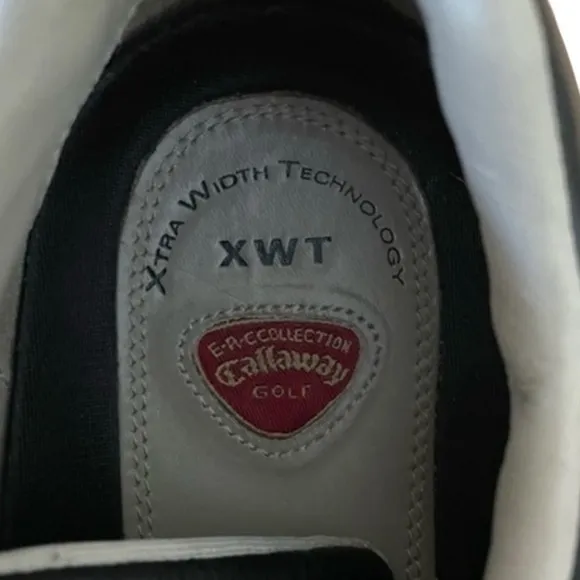 XTRA WIDTH TECHNOLOGY
XWT
E·R·C COLLECTION
Callaway
GOLF